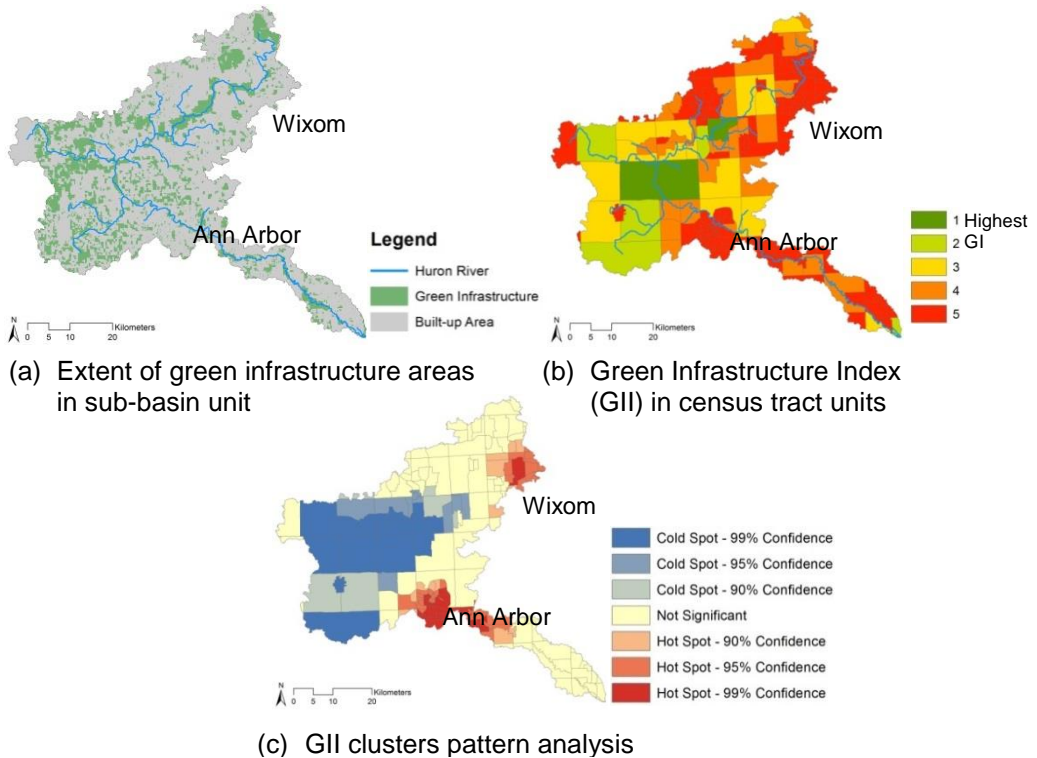 Wixom
Ann Arbor
Legend
Huron River
Green Infrastructure
Built-up Area
N
0 5 10 20
Kilometers
(a) Extent of green infrastructure areas
in sub-basin unit
Wixom
Ann Arbor
1 Highest
2 GI
3
4
5
N
0 5 10 20
Kilometers
(b) Green Infrastructure Index
(GII) in census tract units
Wixom
Ann Arbor
Cold Spot - 99% Confidence
Cold Spot - 95% Confidence
Cold Spot - 90% Confidence
Not Significant
Hot Spot - 90% Confidence
Hot Spot - 95% Confidence
Hot Spot - 99% Confidence
N
0 5 10 20
Kilometers
(c) GII clusters pattern analysis